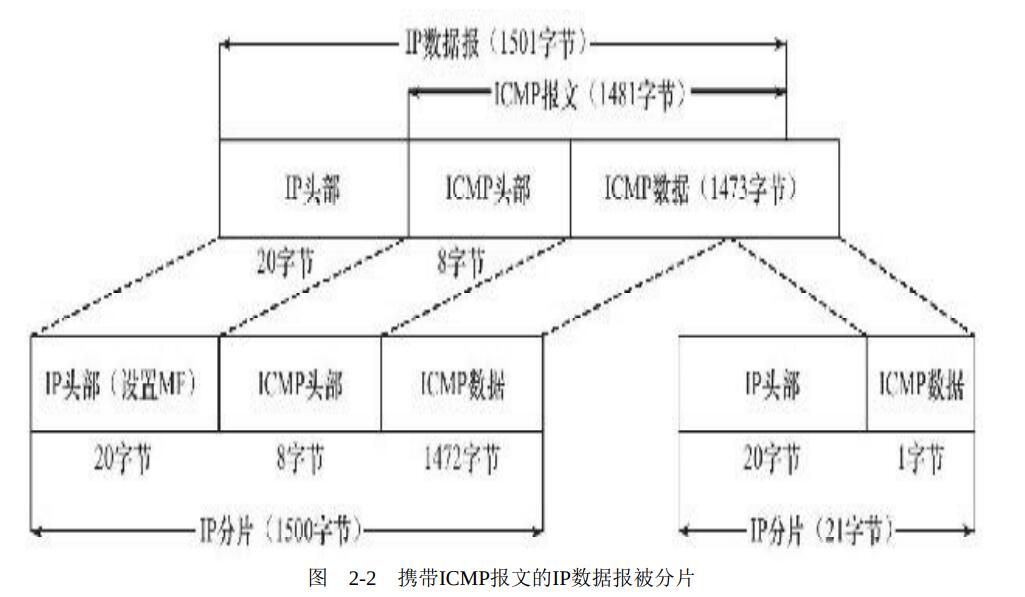 IP数据报（1501字节）
ICMP报文（1481字节）
IP头部 ICMP头部 ICMP数据（1473字节）
20字节 8字节
IP头部（设置MF） ICMP头部 ICMP数据 IP头部 ICMP数据
20字节 8字节 1472字节 20字节 1字节
IP分片（1500字节） IP分片（21字节）
图 2-2 携带ICMP报文的IP数据报被分片